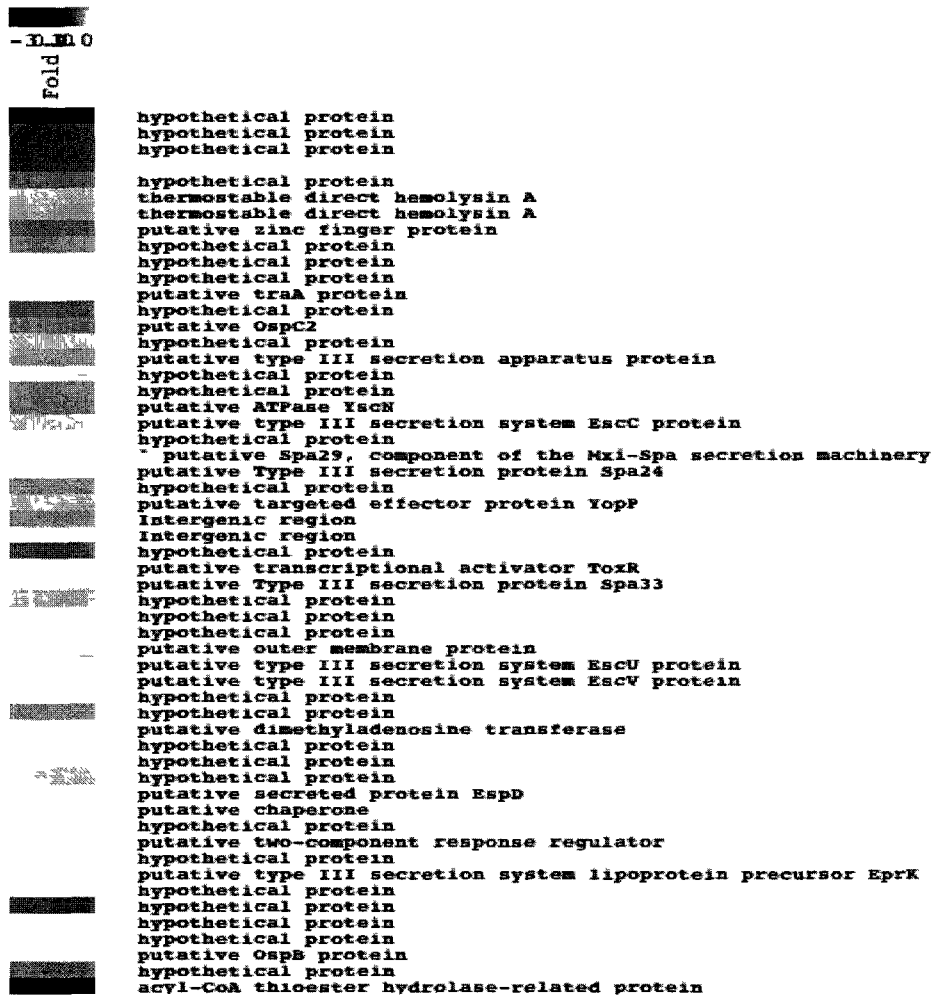 Fold
hypothetical protein
hypothetical protein
hypothetical protein
hypothetical protein
thermostable direct hemolysin A
thermostable direct hemolysin A
putative zinc finger protein
hypothetical protein
hypothetical protein
hypothetical protein
putative traA protein
hypothetical protein
putative OspC2
hypothetical protein
putative type III secretion apparatus protein
hypothetical protein
hypothetical protein
putative ATPase YscN
putative type III secretion system EscC protein
hypothetical protein
putative Spa29, component of the Mxi-Spa secretion machinery
putative Type III secretion protein Spa24
hypothetical protein
putative targeted effector protein YopP
Intergenic region
Intergenic region
hypothetical protein
putative transcriptional activator ToxR
putative Type III secretion protein Spa33
hypothetical protein
hypothetical protein
hypothetical protein
putative outer membrane protein
putative type III secretion system EscU protein
putative type III secretion system EscV protein
hypothetical protein
hypothetical protein
putative dimethyladenosine transferase
hypothetical protein
hypothetical protein
hypothetical protein
putative secreted protein EspD
putative chaperone
hypothetical protein
putative two-component response regulator
hypothetical protein
putative type III secretion system lipoprotein precursor EprK
hypothetical protein
hypothetical protein
hypothetical protein
hypothetical protein
putative OspB protein
hypothetical protein
acyl-CoA thioester hydrolase-related protein